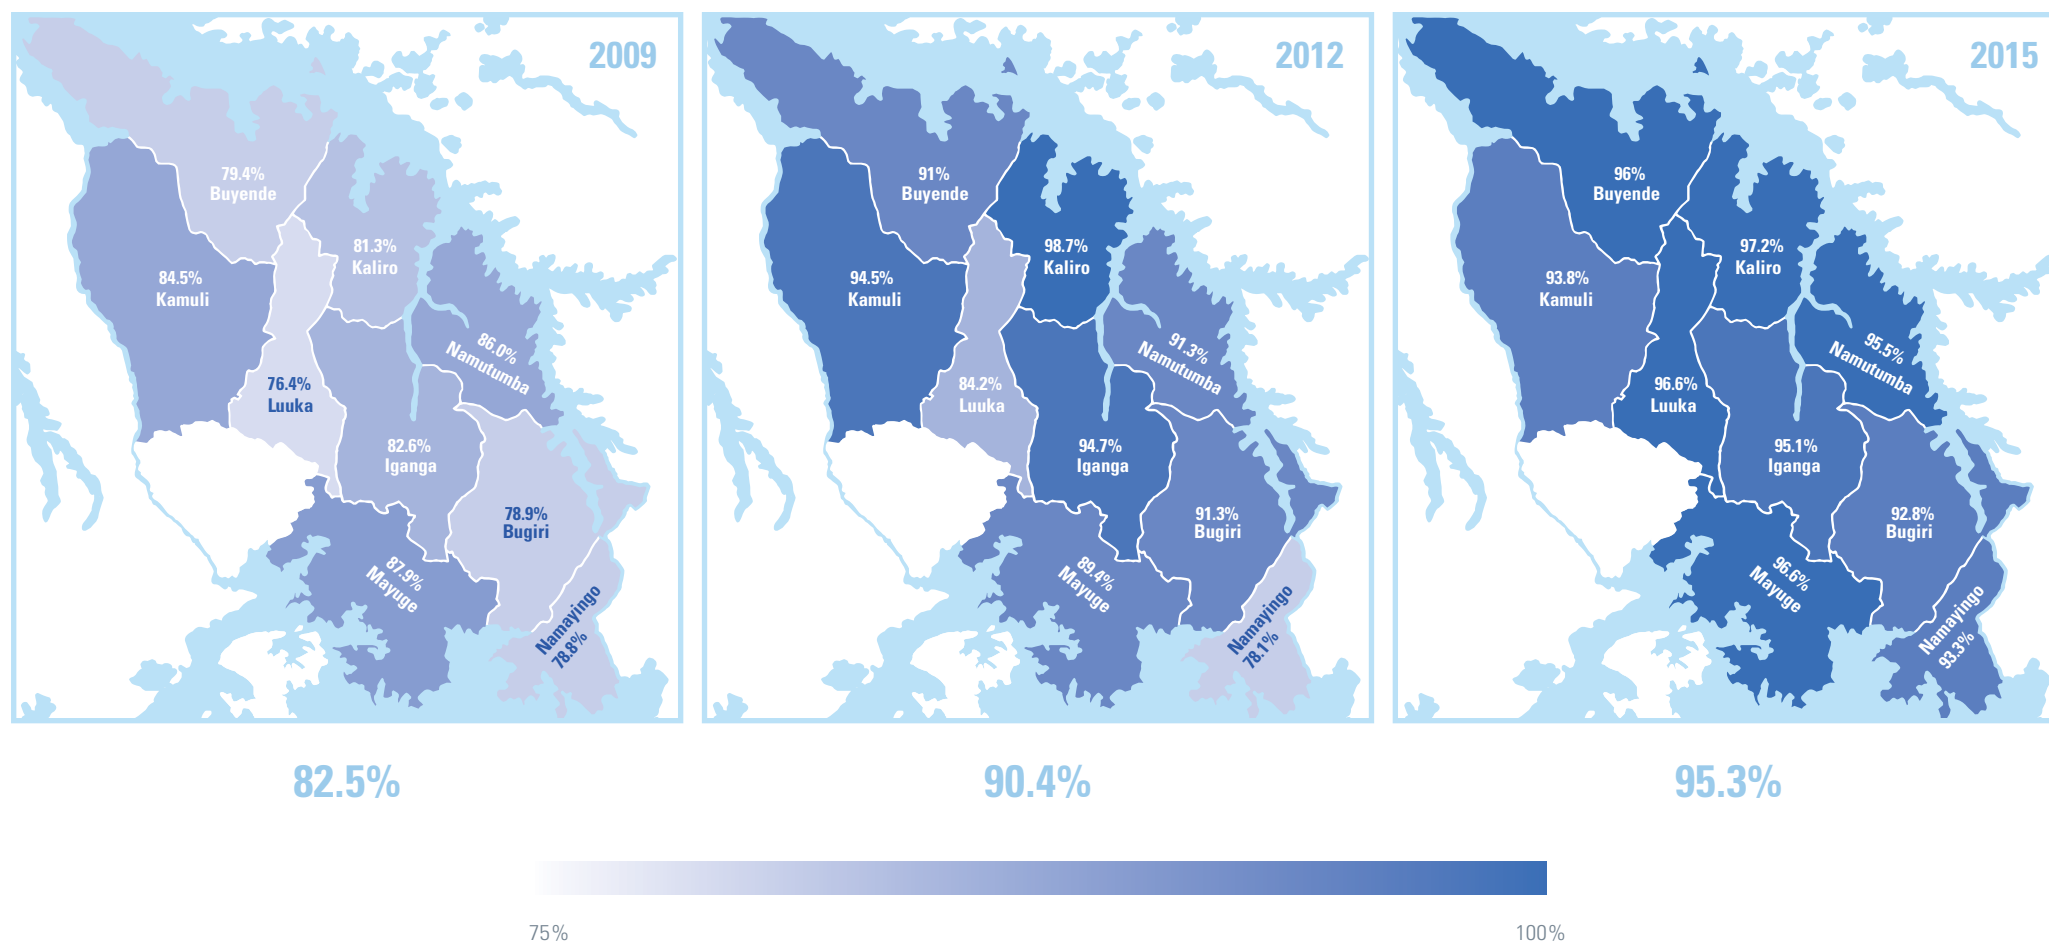 2009
79.4%
Buyende
81.3%
Kaliro
84.5%
Kamuli
86.0%
Namutumba
76.4%
Luuka
82.6%
Iganga
78.9%
Bugiri
87.9%
Mayuge
Namayingo
78.8%
82.5%
2012
91%
Buyende
98.7%
Kaliro
94.5%
Kamuli
91.3%
Namutumba
84.2%
Luuka
94.7%
Iganga
91.3%
Bugiri
89.4%
Mayuge
Namayingo
78.1%
90.4%
2015
96%
Buyende
97.2%
Kaliro
93.8%
Kamuli
95.5%
Namutumba
96.6%
Luuka
95.1%
Iganga
92.8%
Bugiri
96.6%
Mayuge
Namayingo
93.3%
95.3%
75%
100%